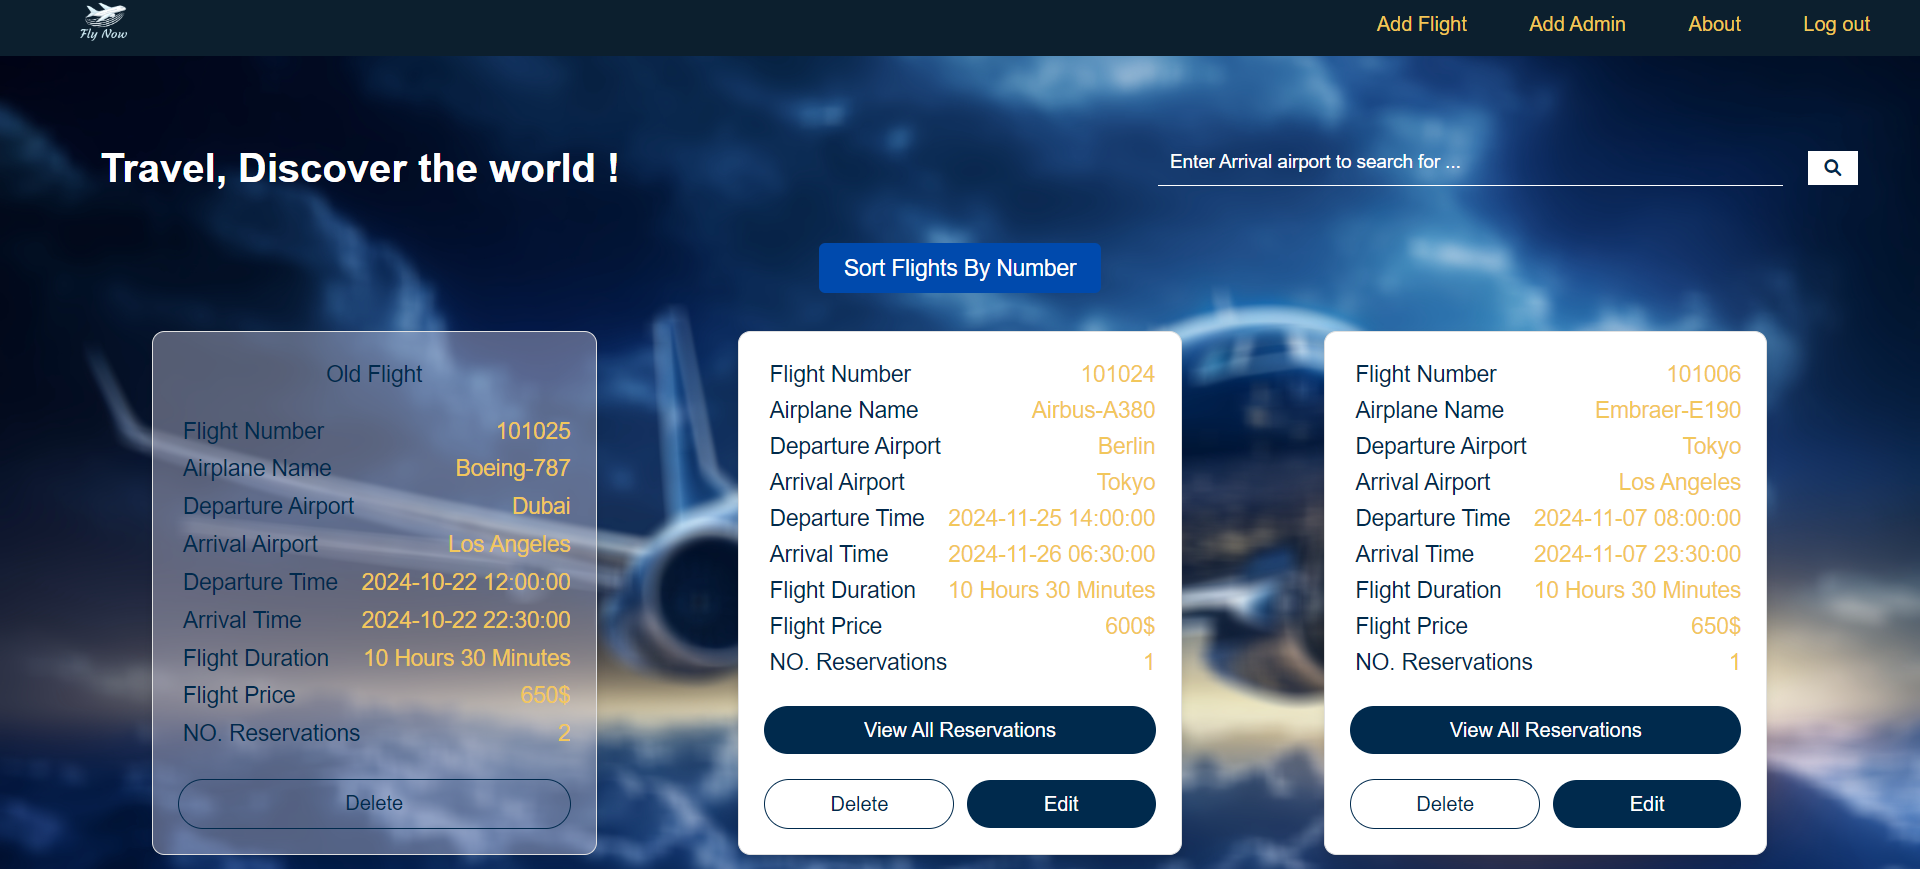 Fly Now
Add Flight
Add Admin
About
Log out
Travel, Discover the world !
Enter Arrival airport to search for ...
Sort Flights By Number
Old Flight
Flight Number 101025
Airplane Name Boeing-787
Departure Airport Dubai
Arrival Airport Los Angeles
Departure Time 2024-10-22 12:00:00
Arrival Time 2024-10-22 22:30:00
Flight Duration 10 Hours 30 Minutes
Flight Price 650$
NO. Reservations 2
Delete
Flight Number 101024
Airplane Name Airbus-A380
Departure Airport Berlin
Arrival Airport Tokyo
Departure Time 2024-11-25 14:00:00
Arrival Time 2024-11-26 06:30:00
Flight Duration 10 Hours 30 Minutes
Flight Price 600$
NO. Reservations 1
View All Reservations
Delete
Edit
Flight Number 101006
Airplane Name Embraer-E190
Departure Airport Tokyo
Arrival Airport Los Angeles
Departure Time 2024-11-07 08:00:00
Arrival Time 2024-11-07 23:30:00
Flight Duration 10 Hours 30 Minutes
Flight Price 650$
NO. Reservations 1
View All Reservations
Delete
Edit